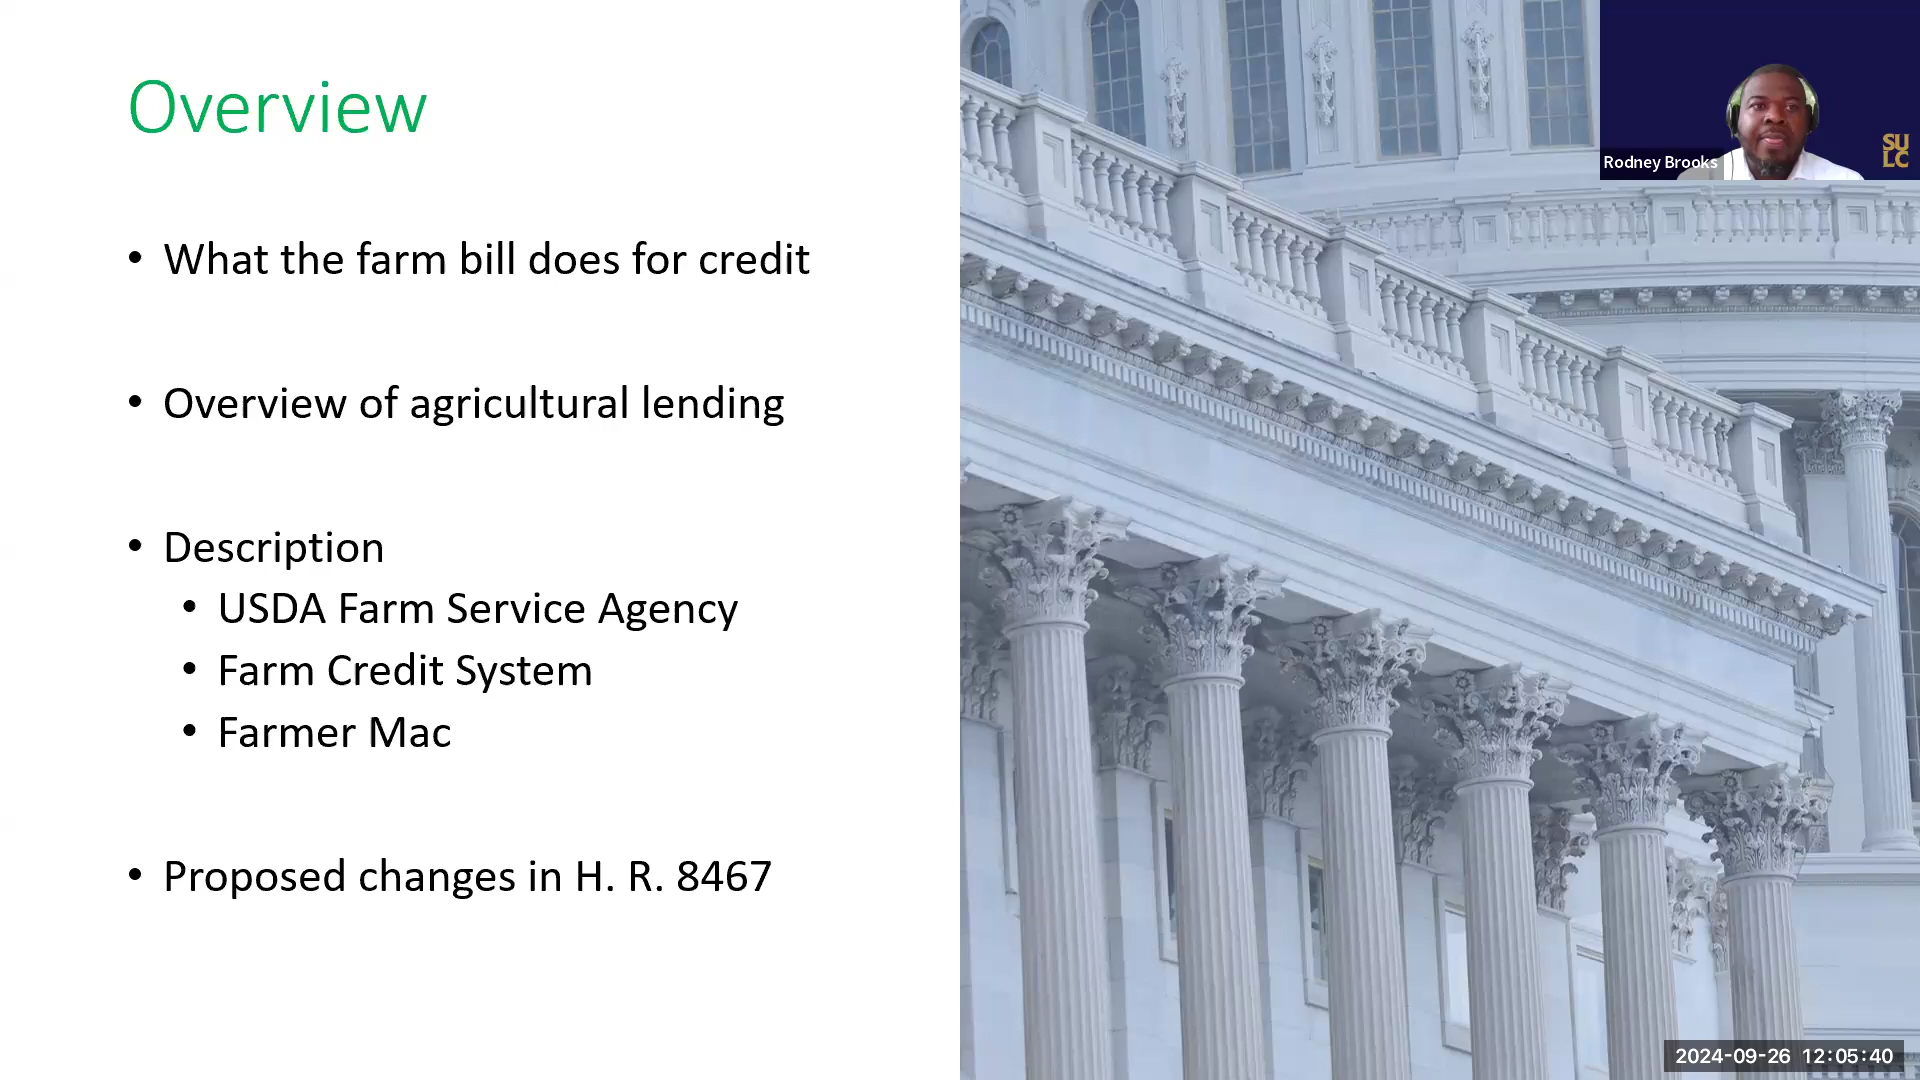 Overview
• What the farm bill does for credit
• Overview of agricultural lending
• Description
• USDA Farm Service Agency
• Farm Credit System
• Farmer Mac
• Proposed changes in H. R. 8467
Rodney Brooks
SU
LC
2024-09-26 12:05:40